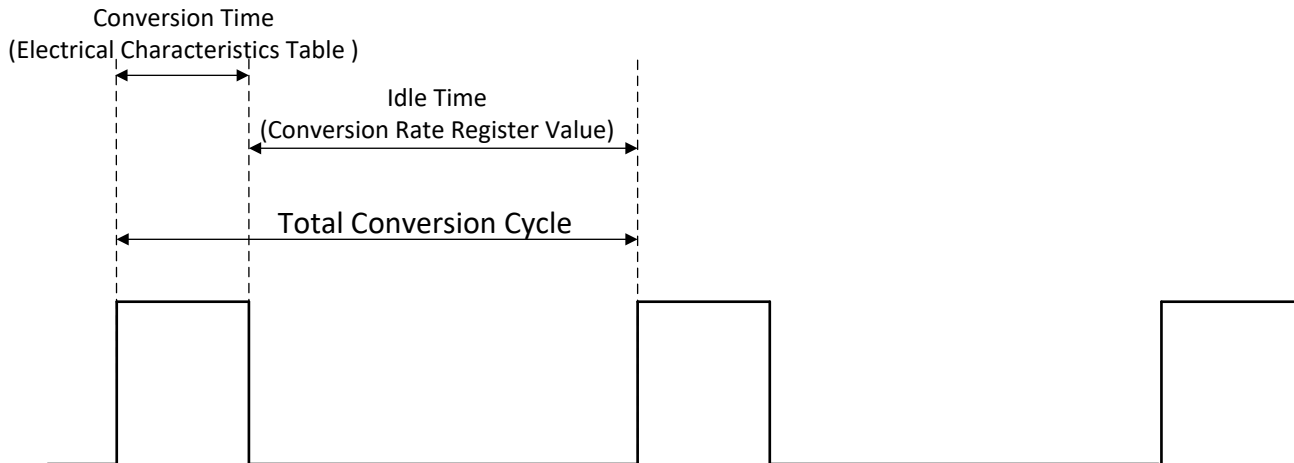 Conversion Time
(Electrical Characteristics Table )
Idle Time
(Conversion Rate Register Value)
Total Conversion Cycle